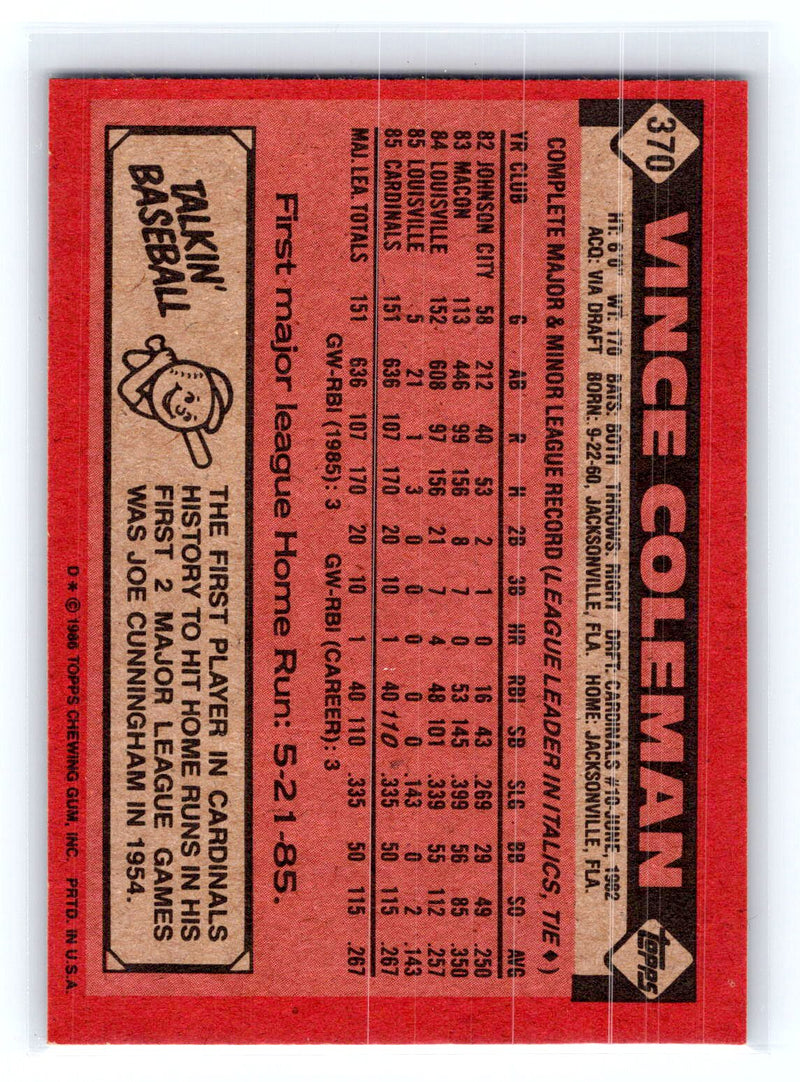 370
VINCE COLEMAN
topps
HT: 6'0" WT: 170 BATS: BOTH THROWS: RIGHT DRFT: CARDINALS #10-JUNE, 1982
ACQ: VIA DRAFT BORN: 9-22-60, JACKSONVILLE, FLA. HOME: JACKSONVILLE, FLA.
COMPLETE MAJOR & MINOR LEAGUE RECORD (LEAGUE LEADER IN ITALICS, TIE ♦)
YR CLUB G AB R H 2B 3B HR RBI SB SLG BB SO AVG
82 JOHNSON CITY 58 212 40 53 2 1 0 16 43 .269 29 49 .250
83 MACON 113 446 99 156 8 7 0 53 145 .399 56 85 .350
84 LOUISVILLE 152 608 97 156 21 7 4 48 101 .339 55 112 .257
85 LOUISVILLE 5 21 1 3 0 0 0 0 0 .143 0 2 .143
85 CARDINALS 151 636 107 170 20 10 1 40 110 .335 50 115 .267
MAJ. LEA. TOTALS 151 636 107 170 20 10 1 40 110 .335 50 115 .267
GW-RBI (1985): 3 GW-RBI (CAREER): 3
First major league Home Run: 5-21-85.
TALKIN'
BASEBALL
THE FIRST PLAYER IN CARDINALS
HISTORY TO HIT HOME RUNS IN HIS
FIRST 2 MAJOR LEAGUE GAMES
WAS JOE CUNNINGHAM IN 1954.
D * © 1986 TOPPS CHEWING GUM, INC. PRTD. IN U.S.A.